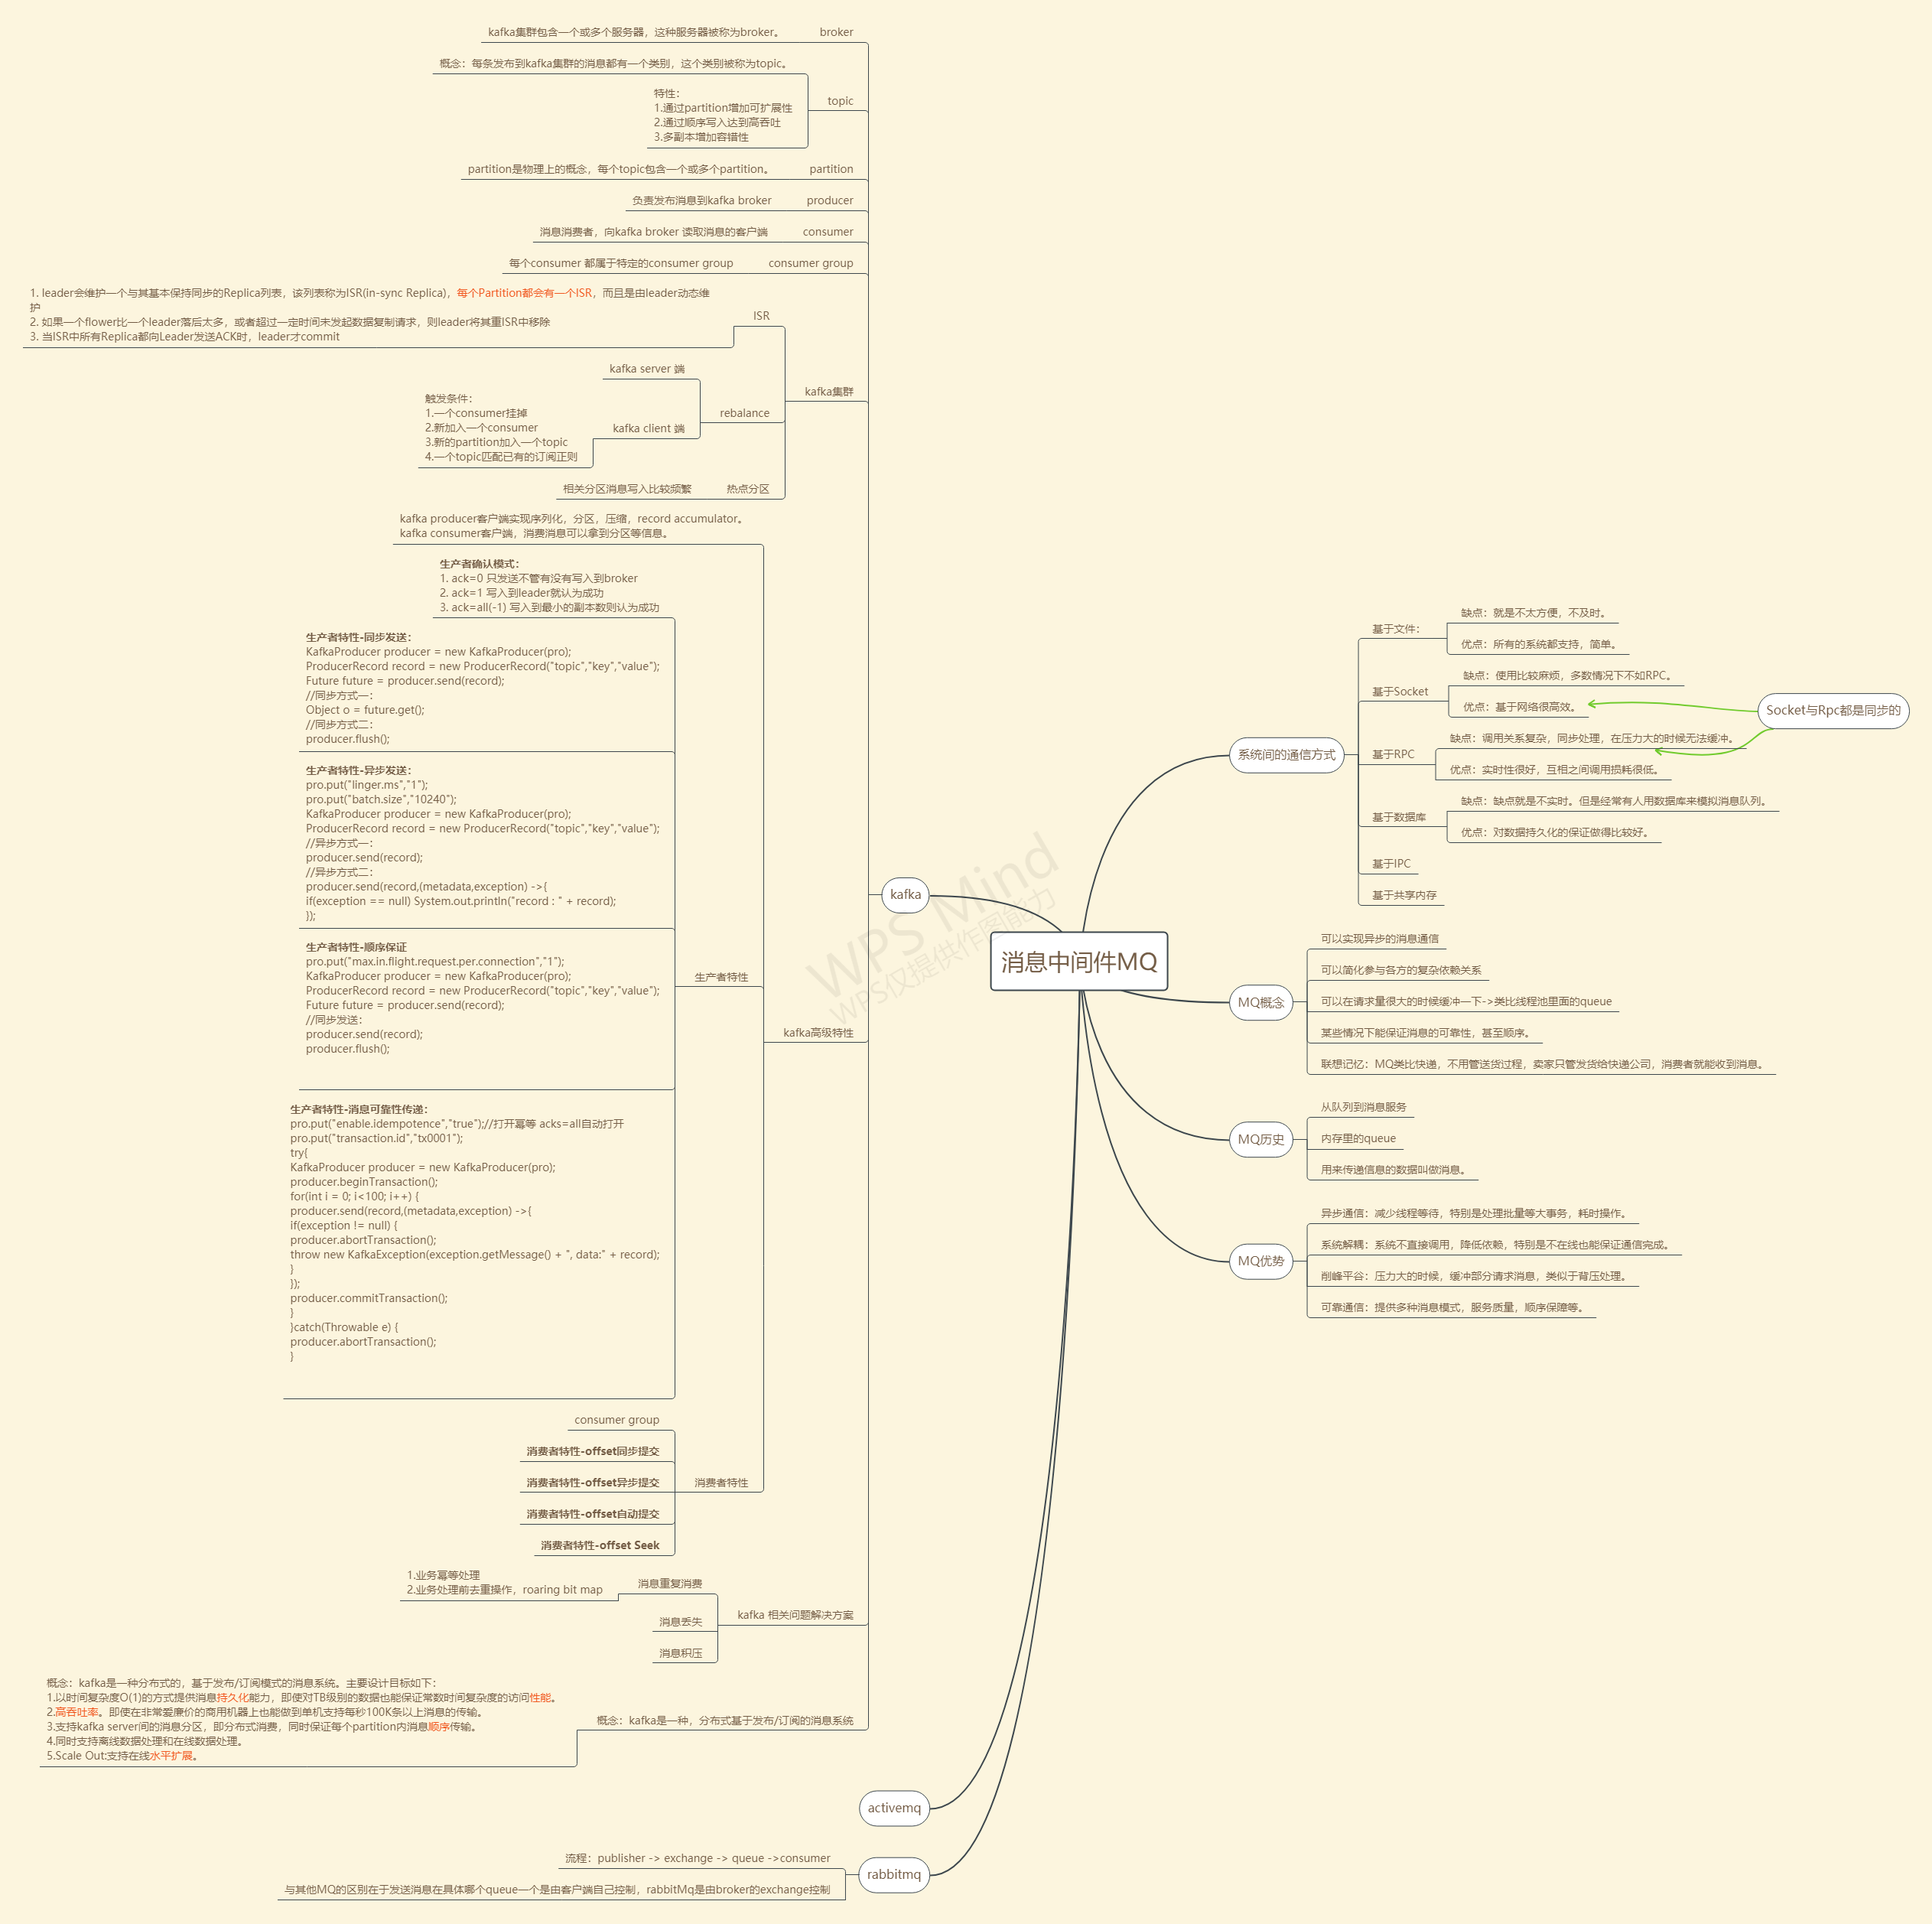 消息中间件MQ
系统间的通信方式
基于文件：
缺点：就是不太方便，不及时。
优点：所有的系统都支持，简单。
基于Socket
缺点：使用比较麻烦，多数情况下不如RPC。
优点：基于网络很高效。
Socket与Rpc都是同步的
基于RPC
缺点：调用关系复杂，同步处理，在压力大的时候无法缓冲。
优点：实时性很好，互相之间调用损耗很低。
基于数据库
缺点：缺点就是不实时。但是经常有人用数据库来模拟消息队列。
优点：对数据持久化的保证做得比较好。
基于IPC
基于共享内存
MQ概念
可以实现异步的消息通信
可以简化参与各方的复杂依赖关系
可以在请求量很大的时候缓冲一下->类比线程池里面的queue
某些情况下能保证消息的可靠性，甚至顺序。
联想记忆：MQ类比快递，不用管送货过程，卖家只管发货给快递公司，消费者就能收到消息。
MQ历史
从队列到消息服务
内存里的queue
用来传递信息的数据叫做消息。
MQ优势
异步通信：减少线程等待，特别是处理批量等大事务，耗时操作。
系统解耦：系统不直接调用，降低依赖，特别是不在线也能保证通信完成。
削峰平谷：压力大的时候，缓冲部分请求消息，类似于背压处理。
可靠通信：提供多种消息模式，服务质量，顺序保障等。
kafka
broker
kafka集群包含一个或多个服务器，这种服务器被称为broker。
topic
概念：每条发布到kafka集群的消息都有一个类别，这个类别被称为topic。
特性：
1.通过partition增加可扩展性
2.通过顺序写入达到高吞吐
3.多副本增加容错性
partition
partition是物理上的概念，每个topic包含一个或多个partition。
producer
负责发布消息到kafka broker
consumer
消息消费者，向kafka broker 读取消息的客户端
consumer group
每个consumer 都属于特定的consumer group
kafka集群
ISR
1. leader会维护一个与其基本保持同步的Replica列表，该列表称为ISR(in-sync Replica)，每个Partition都会有一个ISR，而且是由leader动态维
护
2. 如果一个flower比一个leader落后太多，或者超过一定时间未发起数据复制请求，则leader将其重ISR中移除
3. 当ISR中所有Replica都向Leader发送ACK时，leader才commit
rebalance
kafka server 端
kafka client 端
触发条件：
1.一个consumer挂掉
2.新加入一个consumer
3.新的partition加入一个topic
4.一个topic匹配已有的订阅正则
热点分区
相关分区消息写入比较频繁
kafka高级特性
kafka producer客户端实现序列化，分区，压缩，record accumulator。
kafka consumer客户端，消费消息可以拿到分区等信息。
生产者特性
生产者确认模式：
1. ack=0 只发送不管有没有写入到broker
2. ack=1 写入到leader就认为成功
3. ack=all(-1) 写入到最小的副本数则认为成功
生产者特性-同步发送：
KafkaProducer producer = new KafkaProducer(pro);
ProducerRecord record = new ProducerRecord("topic","key","value");
Future future = producer.send(record);
//同步方式一：
Object o = future.get();
//同步方式二：
producer.flush();
生产者特性-异步发送：
pro.put("linger.ms","1");
pro.put("batch.size","10240");
KafkaProducer producer = new KafkaProducer(pro);
ProducerRecord record = new ProducerRecord("topic","key","value");
//异步方式一：
producer.send(record);
//异步方式二：
producer.send(record,(metadata,exception) ->{
if(exception == null) System.out.println("record : " + record);
});
生产者特性-顺序保证
pro.put("max.in.flight.request.per.connection","1");
KafkaProducer producer = new KafkaProducer(pro);
ProducerRecord record = new ProducerRecord("topic","key","value");
Future future = producer.send(record);
//同步发送：
producer.send(record);
producer.flush();
生产者特性-消息可靠性传递：
pro.put("enable.idempotence","true");//打开幂等 acks=all自动打开
pro.put("transaction.id","tx0001");
try{
KafkaProducer producer = new KafkaProducer(pro);
producer.beginTransaction();
for(int i = 0; i<100; i++) {
producer.send(record,(metadata,exception) ->{
if(exception != null) {
producer.abortTransaction();
throw new KafkaException(exception.getMessage() + ", data:" + record);
}
});
producer.commitTransaction();
}
}catch(Throwable e) {
producer.abortTransaction();
}
消费者特性
consumer group
消费者特性-offset同步提交
消费者特性-offset异步提交
消费者特性-offset自动提交
消费者特性-offset Seek
kafka 相关问题解决方案
消息重复消费
1.业务幂等处理
2.业务处理前去重操作，roaring bit map
消息丢失
消息积压
概念：kafka是一种，分布式基于发布/订阅的消息系统
概念：kafka是一种分布式的，基于发布/订阅模式的消息系统。主要设计目标如下：
1.以时间复杂度O(1)的方式提供消息持久化能力，即使对TB级别的数据也能保证常数时间复杂度的访问性能。
2.高吞吐率。即使在非常廉价的商用机器上也能做到单机支持每秒100K条以上消息的传输。
3.支持kafka server间的消息分区，即分布式消费，同时保证每个partition内消息顺序传输。
4.同时支持离线数据处理和在线数据处理。
5.Scale Out:支持在线水平扩展。
activemq
rabbitmq
流程：publisher -> exchange -> queue ->consumer
与其他MQ的区别在于发送消息在具体哪个queue一个是由客户端自己控制，rabbitMq是由broker的exchange控制
WPS Mind
WPS仅提供作图能力